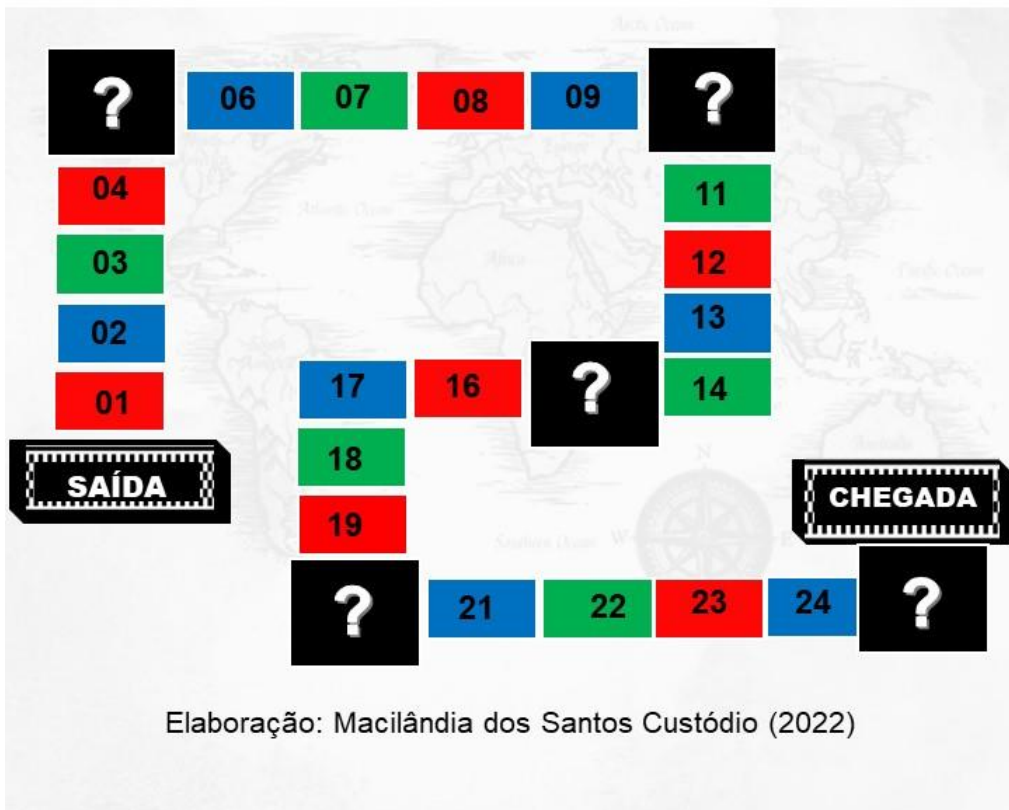 ? 06 07 08 09 ?
04 11
03 12
02 13
17 16 ? 14
01
18
SAÍDA CHEGADA
19
? 21 22 23 24 ?
Elaboração: Macilândia dos Santos Custódio (2022)